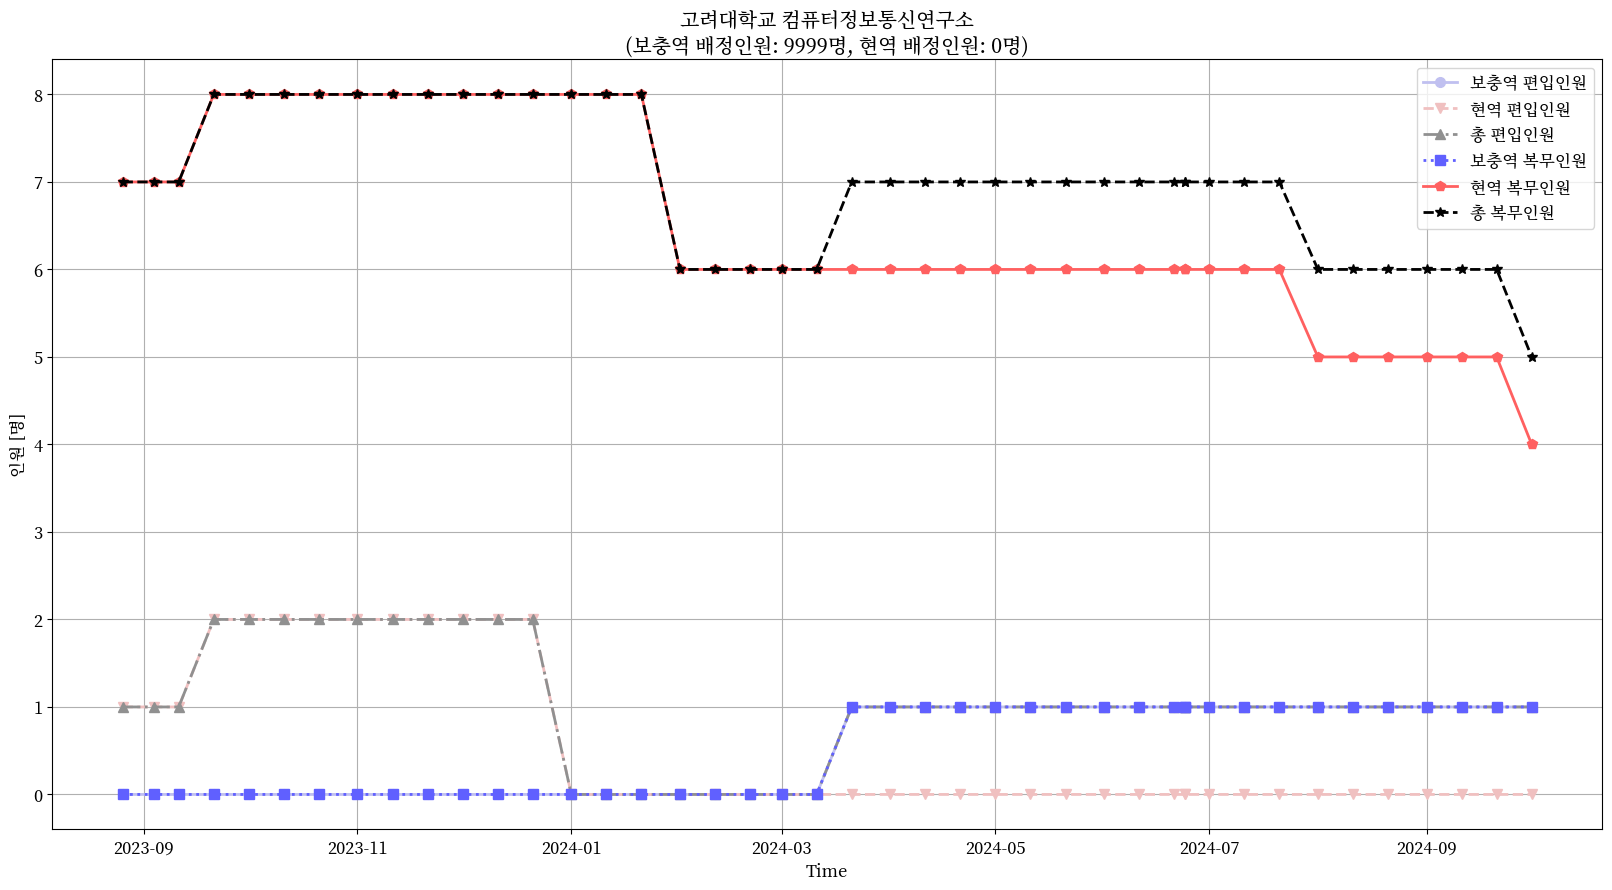 고려대학교 컴퓨터정보통신연구소
(보충역 배정인원: 9999명, 현역 배정인원: 0명)
보충역 편입인원
현역 편입인원
총 편입인원
보충역 복무인원
현역 복무인원
총 복무인원
인원 [명]
8
7
6
5
4
3
2
1
0
2023-09
2023-11
2024-01
2024-03
2024-05
2024-07
2024-09
Time